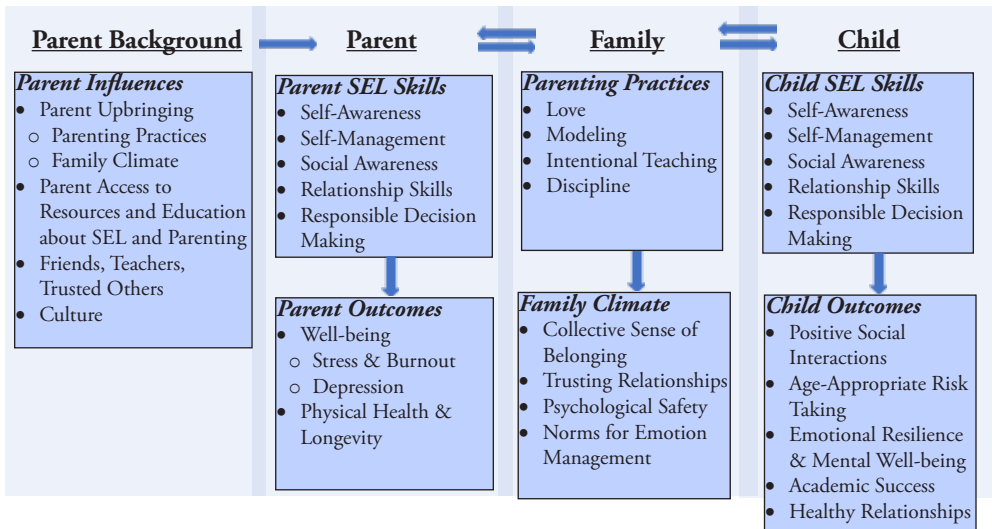 Parent Background
Parent Influences
• Parent Upbringing
o Parenting Practices
o Family Climate
• Parent Access to
Resources and Education
about SEL and Parenting
• Friends, Teachers,
Trusted Others
• Culture
Parent
Parent SEL Skills
• Self-Awareness
• Self-Management
• Social Awareness
• Relationship Skills
• Responsible Decision
Making
Parent Outcomes
• Well-being
o Stress & Burnout
o Depression
• Physical Health &
Longevity
Family
Parenting Practices
• Love
• Modeling
• Intentional Teaching
• Discipline
Family Climate
• Collective Sense of
Belonging
• Trusting Relationships
• Psychological Safety
• Norms for Emotion
Management
Child
Child SEL Skills
• Self-Awareness
• Self-Management
• Social Awareness
• Relationship Skills
• Responsible Decision
Making
Child Outcomes
• Positive Social
Interactions
• Age-Appropriate Risk
Taking
• Emotional Resilience
& Mental Well-being
• Academic Success
• Healthy Relationships